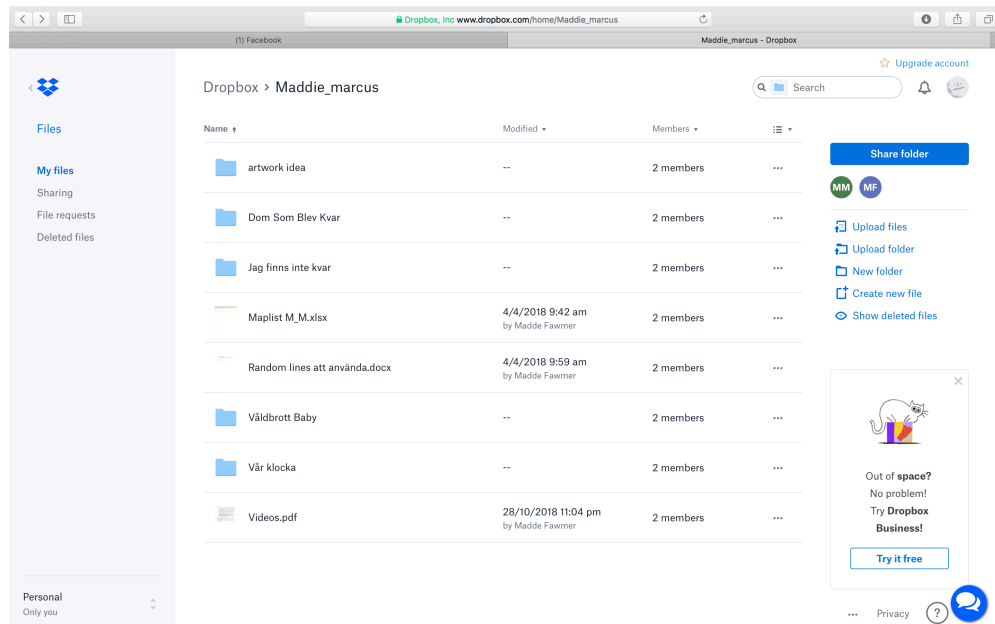 Dropbox, Inc www.dropbox.com/home/Maddie_marcus
(1) Facebook
Maddie_marcus - Dropbox
Upgrade account
Dropbox › Maddie_marcus
Search
Files
My files
Sharing
File requests
Deleted files
Name Modified Members
artwork idea -- 2 members
Dom Som Blev Kvar -- 2 members
Jag finns inte kvar -- 2 members
Maplist M_M.xlsx 4/4/2018 9:42 am 2 members
by Madde Fawmer
Random lines att använda.docx 4/4/2018 9:59 am 2 members
by Madde Fawmer
Våldbrott Baby -- 2 members
Vår klocka -- 2 members
Videos.pdf 28/10/2018 11:04 pm 2 members
by Madde Fawmer
Share folder
MM MF
Upload files
Upload folder
New folder
Create new file
Show deleted files
Out of space?
No problem!
Try Dropbox
Business!
Try it free
Personal
Only you
Privacy
?